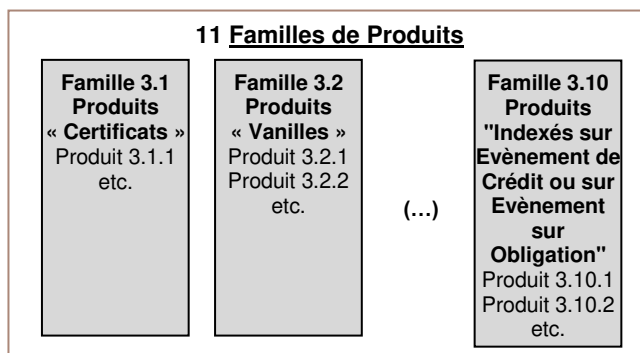 11 Familles de Produits
Famille 3.1
Produits
« Certificats »
Produit 3.1.1
etc.
Famille 3.2
Produits
« Vanilles »
Produit 3.2.1
Produit 3.2.2
etc.
(…)
Famille 3.10
Produits
"Indexés sur
Evènement de
Crédit ou sur
Evènement
sur
Obligation"
Produit 3.10.1
Produit 3.10.2
etc.